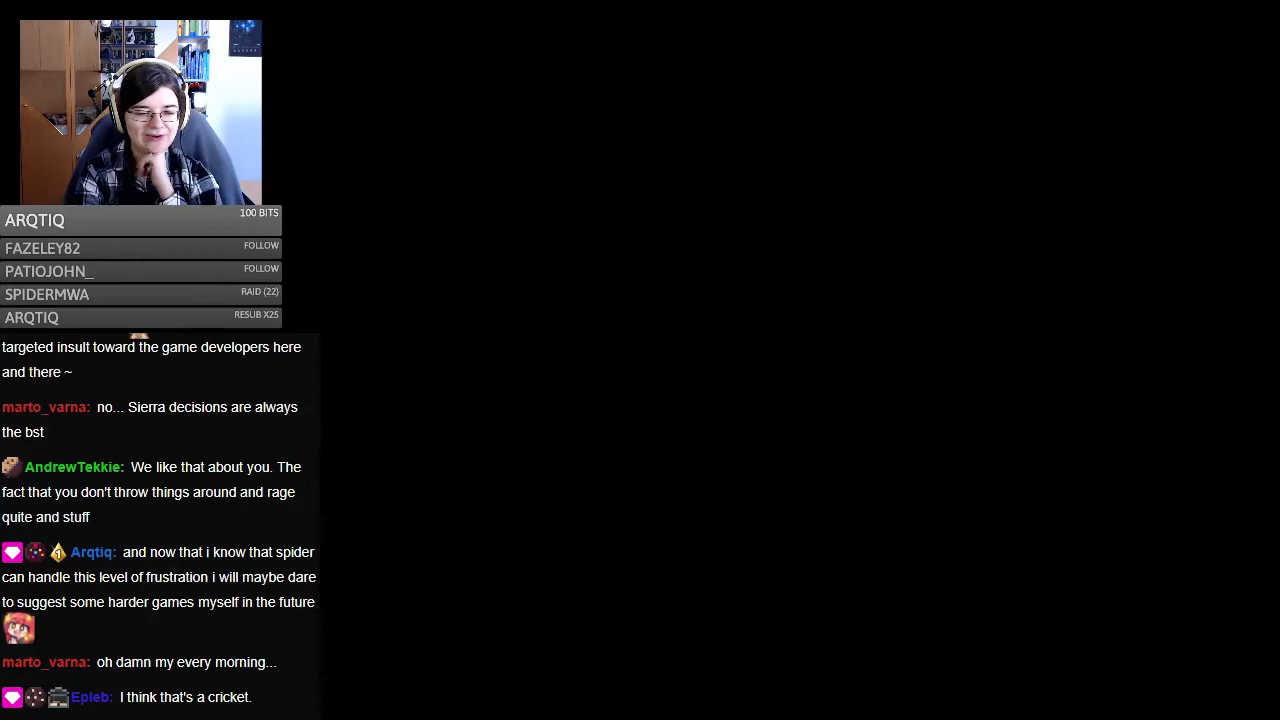 ARQTIQ 100 BITS
FAZELEY82 FOLLOW
PATIOJOHN_ FOLLOW
SPIDERMWA RAID (22)
ARQTIQ RESUB X25
targeted insult toward the game developers here
and there ~
marto_varna: no... Sierra decisions are always
the bst
AndrewTekkie: We like that about you. The
fact that you don't throw things around and rage
quite and stuff
Arqtiq: and now that i know that spider
can handle this level of frustration i will maybe dare
to suggest some harder games myself in the future
marto_varna: oh damn my every morning...
Epleb: I think that's a cricket.